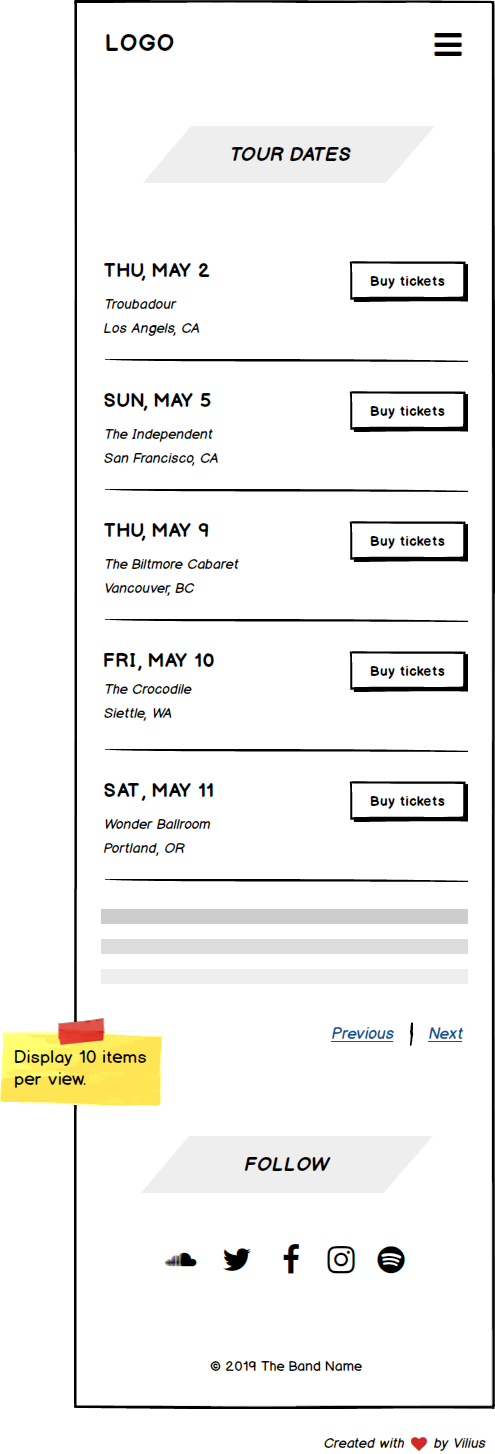 LOGO
TOUR DATES
THU, MAY 2
Buy tickets
Troubadour
Los Angels, CA
SUN, MAY 5
Buy tickets
The Independent
San Francisco, CA
THU, MAY 9
Buy tickets
The Biltmore Cabaret
Vancouver, BC
FRI, MAY 10
Buy tickets
The Crocodile
Siettle, WA
SAT, MAY 11
Buy tickets
Wonder Ballroom
Portland, OR
Previous | Next
Display 10 items
per view.
FOLLOW
© 2019 The Band Name
Created with ❤ by Vilius